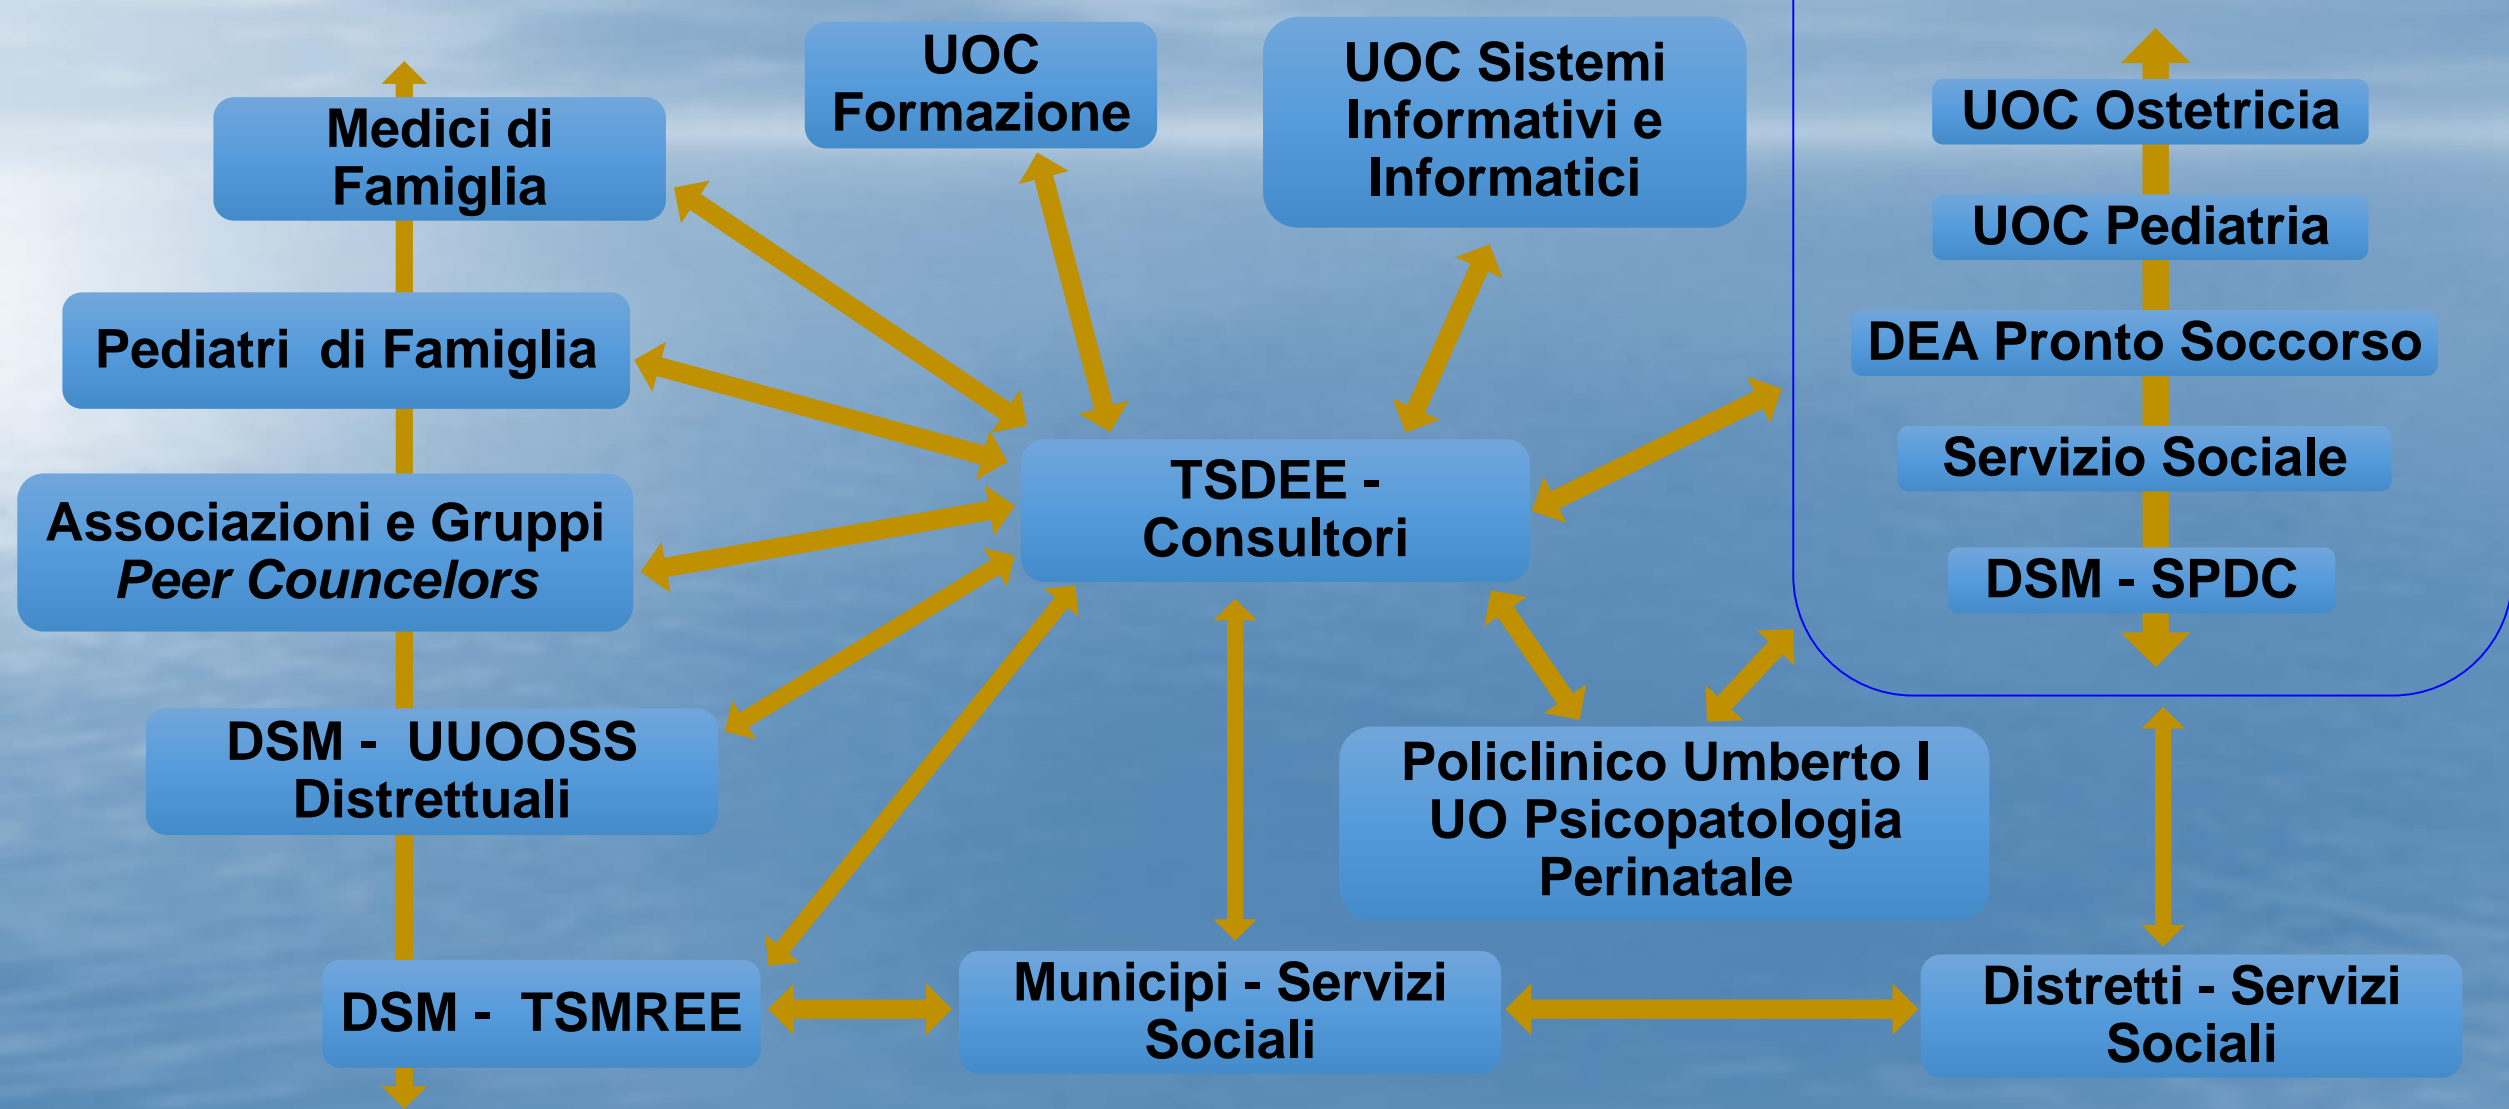 UOC
Formazione
UOC Sistemi
Informativi e
Informatici
Medici di
Famiglia
Pediatri  di Famiglia
Associazioni e Gruppi
Peer Councelors
DSM -  UUOOSS
Distrettuali
DSM -  TSMREE
TSDEE -
Consultori
UOC Ostetricia
UOC Pediatria
DEA Pronto Soccorso
Servizio Sociale
DSM - SPDC
Policlinico Umberto I
UO Psicopatologia
Perinatale
Municipi - Servizi
Sociali
Distretti - Servizi
Sociali